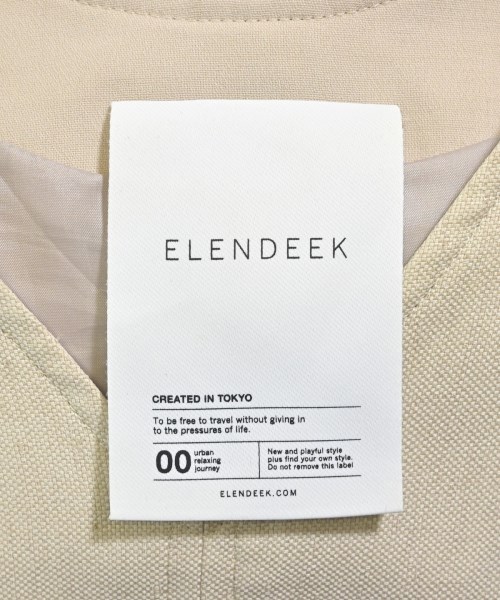 ELENDEEK
CREATED IN TOKYO
To be free to travel without giving in
to the pressures of life.
00
urban
relaxing
journey
New and playful style
plus find your own style.
Do not remove this label
ELENDEEK.COM